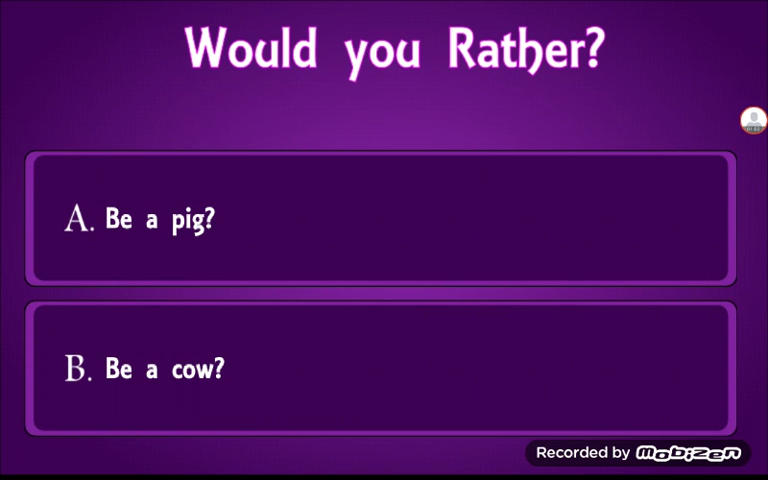 Would you Rather?
A. Be a pig?
B. Be a cow?
Recorded by mobizen